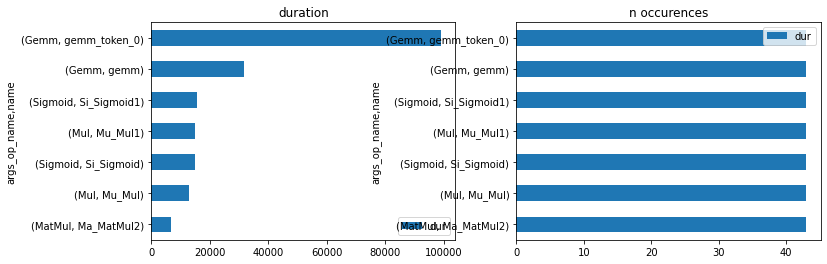 duration
args_op_name,name
(Gemm, gemm_token_0)
(Gemm, gemm)
(Sigmoid, Si_Sigmoid1)
(Mul, Mu_Mul1)
(Sigmoid, Si_Sigmoid)
(Mul, Mu_Mul)
(MatMul, Ma_MatMul2)
0 20000 40000 60000 80000 100000
dur
n occurences
args_op_name,name
(Gemm, gemm_token_0)
(Gemm, gemm)
(Sigmoid, Si_Sigmoid1)
(Mul, Mu_Mul1)
(Sigmoid, Si_Sigmoid)
(Mul, Mu_Mul)
(MatMul, Ma_MatMul2)
0 10 20 30 40
dur